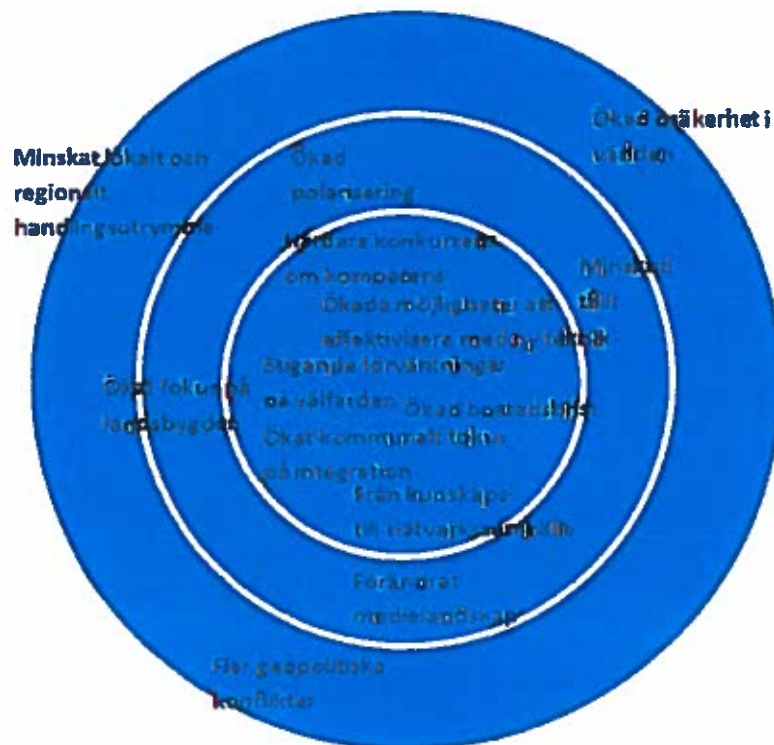 Ökad osäkerhet i
världen
Minskat lokalt och
regionalt
handlingsutrymme
Ökad
polarisering
Hårdare konkurrens
om kompetens
Minskad
tillit
Ökade möjligheter att
effektivisera med ny teknik
Stigande förväntningar
på välfärden
Ökad bostadsbrist
Ökat fokus på
landsbygden
Ökat kommunalt fokus
på integration
Från kunskaps-
till nätverkssamhälle
Förändrat
medielandskap
Fler geopolitiska
konflikter